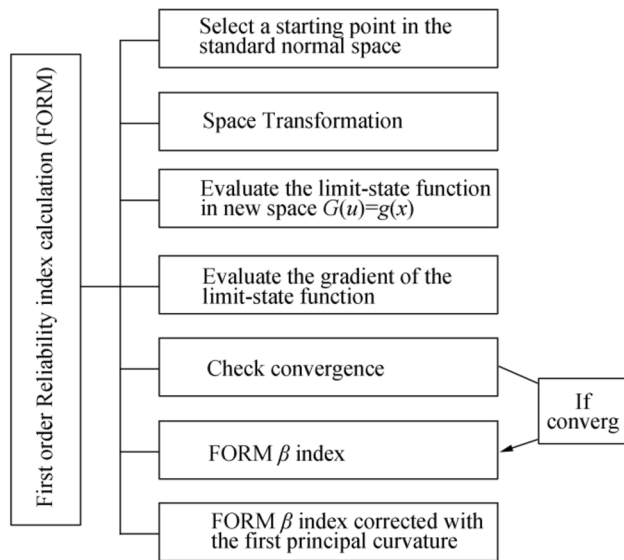 First order Reliability index calculation (FORM)
Select a starting point in the
standard normal space
Space Transformation
Evaluate the limit-state function
in new space G(u)=g(x)
Evaluate the gradient of the
limit-state function
Check convergence
If
converg
FORM β index
FORM β index corrected with
the first principal curvature